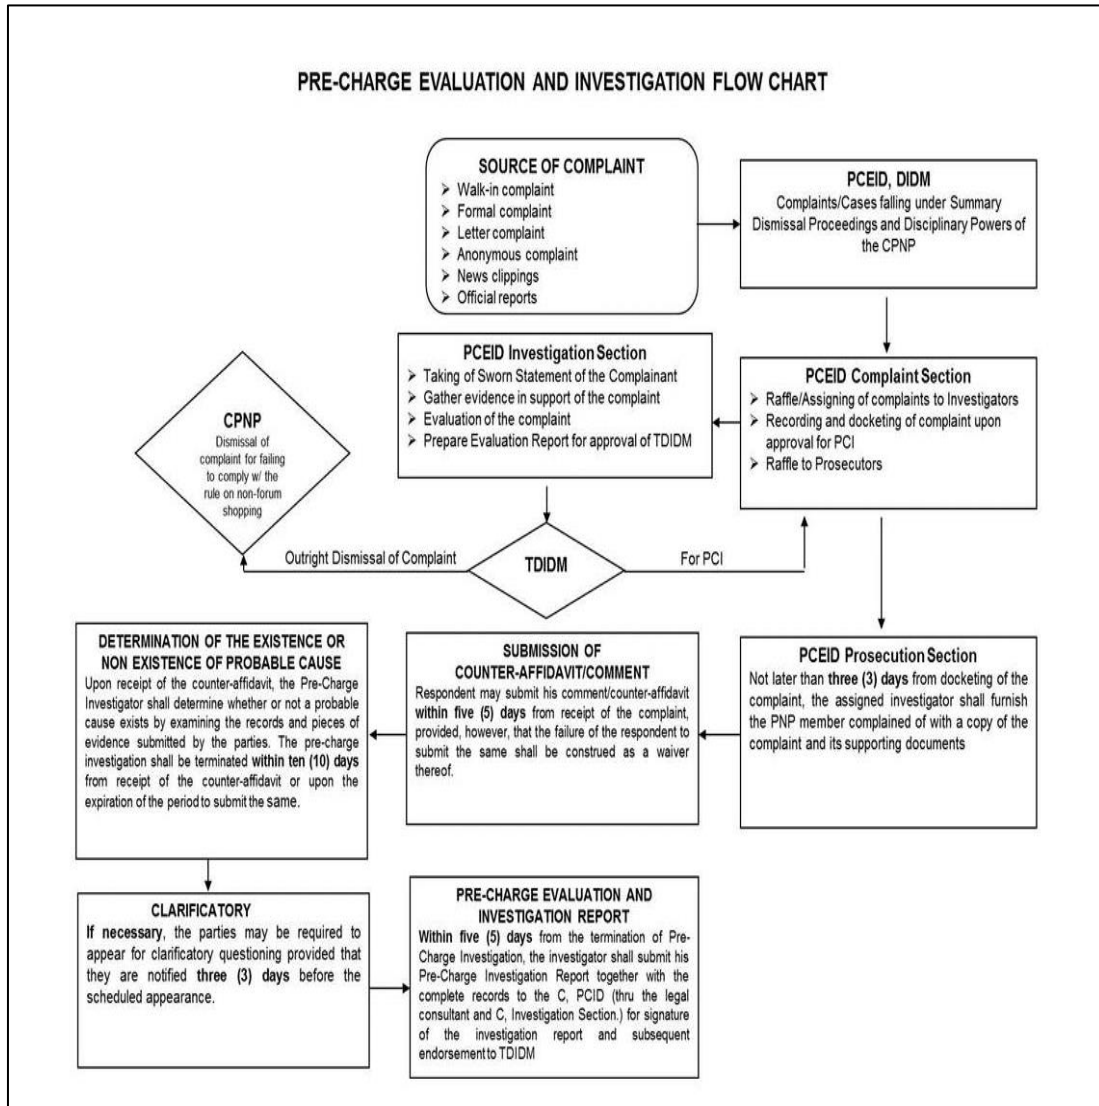 PRE-CHARGE EVALUATION AND INVESTIGATION FLOW CHART
SOURCE OF COMPLAINT
➢ Walk-in complaint
➢ Formal complaint
➢ Letter complaint
➢ Anonymous complaint
➢ News clippings
➢ Official reports
PCEID, DIDM
Complaints/Cases falling under Summary
Dismissal Proceedings and Disciplinary Powers of
the CPNP
PCEID Complaint Section
➢ Raffle/Assigning of complaints to Investigators
➢ Recording and docketing of complaint upon
approval for PCI
➢ Raffle to Prosecutors
PCEID Investigation Section
➢ Taking of Sworn Statement of the Complainant
➢ Gather evidence in support of the complaint
➢ Evaluation of the complaint
➢ Prepare Evaluation Report for approval of TDIDM
TDIDM
Outright Dismissal of Complaint
For PCI
CPNP
Dismissal of
complaint for failing
to comply w/ the
rule on non-forum
shopping
PCEID Prosecution Section
Not later than three (3) days from docketing of
the complaint, the assigned investigator shall furnish
the PNP member complained of with a copy of the
complaint and its supporting documents
SUBMISSION OF
COUNTER-AFFIDAVIT/COMMENT
Respondent may submit his comment/counter-affidavit
within five (5) days from receipt of the complaint,
provided, however, that the failure of the respondent to
submit the same shall be construed as a waiver
thereof.
DETERMINATION OF THE EXISTENCE OR
NON EXISTENCE OF PROBABLE CAUSE
Upon receipt of the counter-affidavit, the Pre-Charge
Investigator shall determine whether or not a probable
cause exists by examining the records and pieces of
evidence submitted by the parties. The pre-charge
investigation shall be terminated within ten (10) days
from receipt of the counter-affidavit or upon the
expiration of the period to submit the same.
CLARIFICATORY
If necessary, the parties may be required to
appear for clarificatory questioning provided that
they are notified three (3) days before the
scheduled appearance.
PRE-CHARGE EVALUATION AND
INVESTIGATION REPORT
Within five (5) days from the termination of Pre-
Charge Investigation, the investigator shall submit his
Pre-Charge Investigation Report together with the
complete records to the C, PCID (thru the legal
consultant and C, Investigation Section.) for signature
of the investigation report and subsequent
endorsement to TDIDM